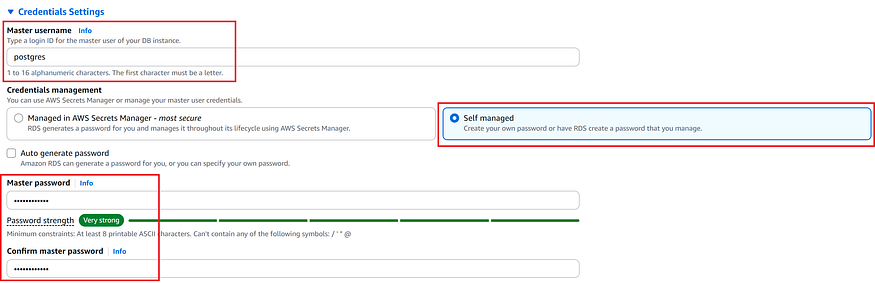 Credentials Settings
Master username Info
Type a login ID for the master user of your DB instance.
postgres
1 to 16 alphanumeric characters. The first character must be a letter.
Credentials management
You can use AWS Secrets Manager or manage your master user credentials.
Managed in AWS Secrets Manager - most secure
RDS generates a password for you and manages it throughout its lifecycle using AWS Secrets Manager.
Self managed
Create your own password or have RDS create a password that you manage.
Auto generate password
Amazon RDS can generate a password for you, or you can specify your own password.
Master password Info
••••••••••••
Password strength Very strong
Minimum constraints: At least 8 printable ASCII characters. Can't contain any of the following symbols: / ' " @
Confirm master password Info
••••••••••••